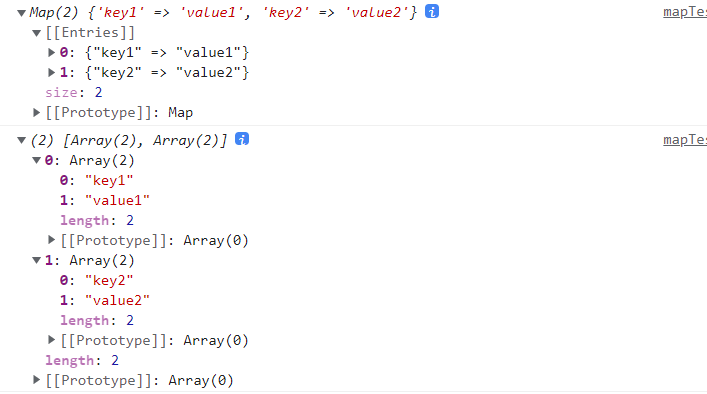 Map(2) {'key1' => 'value1', 'key2' => 'value2'} i mapTes
[[Entries]]
0: {"key1" => "value1"}
1: {"key2" => "value2"}
size: 2
[[Prototype]]: Map
(2) [Array(2), Array(2)] i mapTes
0: Array(2)
0: "key1"
1: "value1"
length: 2
[[Prototype]]: Array(0)
1: Array(2)
0: "key2"
1: "value2"
length: 2
[[Prototype]]: Array(0)
length: 2
[[Prototype]]: Array(0)